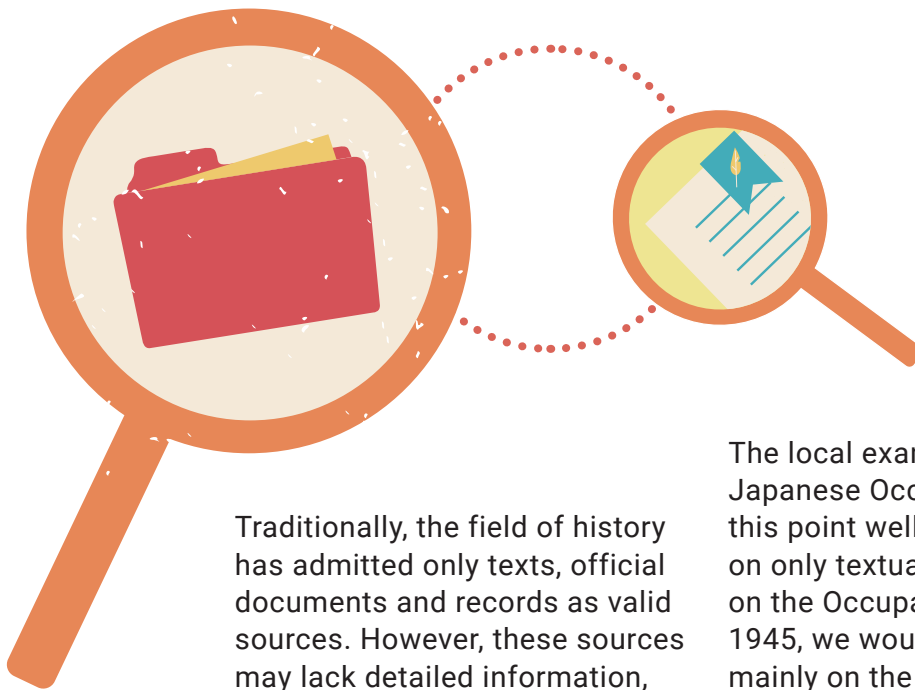 Traditionally, the field of history
has admitted only texts, official
documents and records as valid
sources. However, these sources
may lack detailed information,
The local
Japanese
this point
on only
on the
1945, we
mainly on the